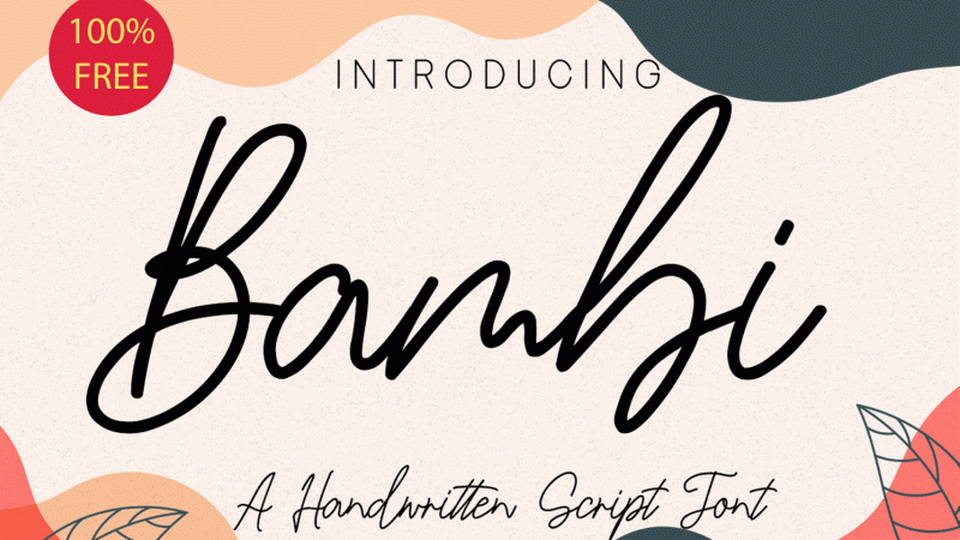 100%
FREE
INTRODUCING
Bambi
A Handwritten Script Font